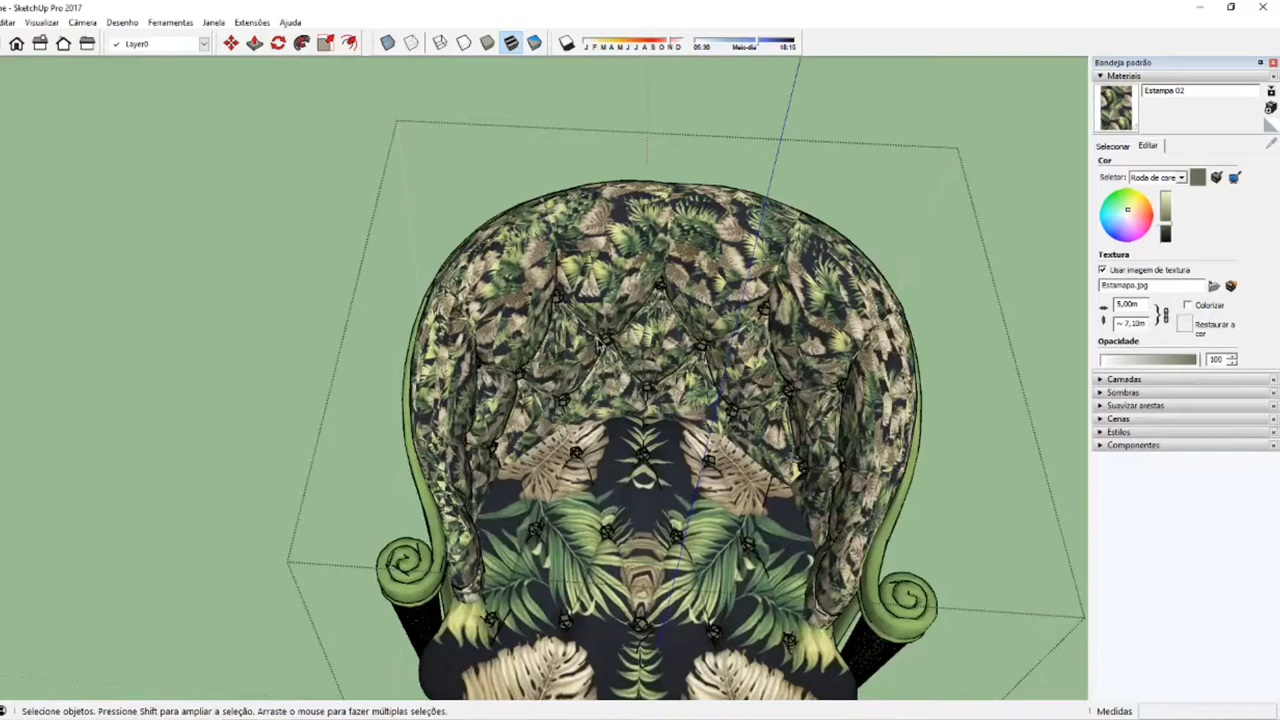 ne - SketchUp Pro 2017
ditar Visualizar Câmera Desenho Ferramentas Janela Extensões Ajuda
Layer0
J F M A M J J A S O N D
05:30 Meio-dia 18:15
Bandeja padrão
Materiais
Estampa 02
Selecionar Editar
Cor
Seletor: Roda de core
Textura
Usar imagem de textura
Estamapa.jpg
5,00m Colorizar
~ 7,10m Restaurar a cor
Opacidade
100
Camadas
Sombras
Suavizar arestas
Cenas
Estilos
Componentes
Selecione objetos. Pressione Shift para ampliar a seleção. Arraste o mouse para fazer múltiplas seleções.
Medidas